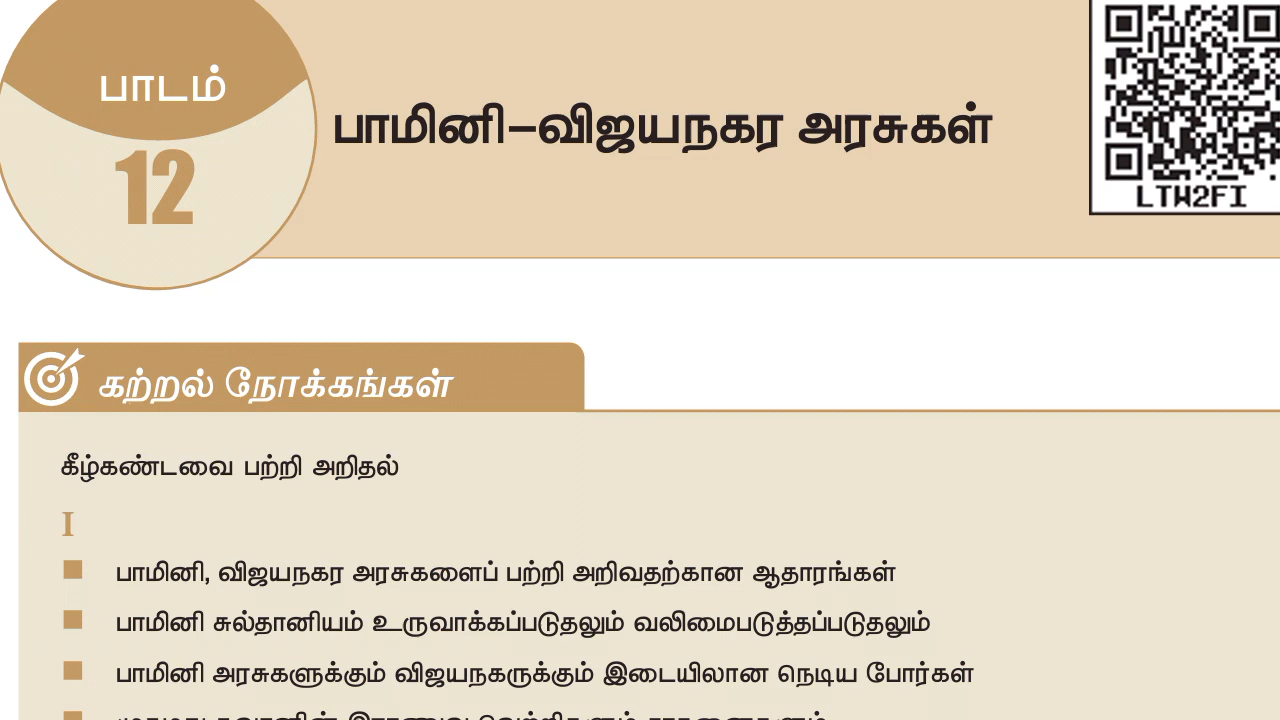 பாடம்
12
பாமினி–விஜயநகர அரசுகள்
LTW2FI
கற்றல் நோக்கங்கள்
கீழ்கண்டவை பற்றி அறிதல்
I
பாமினி, விஜயநகர அரசுகளைப் பற்றி அறிவதற்கான ஆதாரங்கள்
பாமினி சுல்தானியம் உருவாக்கப்படுதலும் வலிமைபடுத்தப்படுதலும்
பாமினி அரசுகளுக்கும் விஜயநகருக்கும் இடையிலான நெடிய போர்கள்